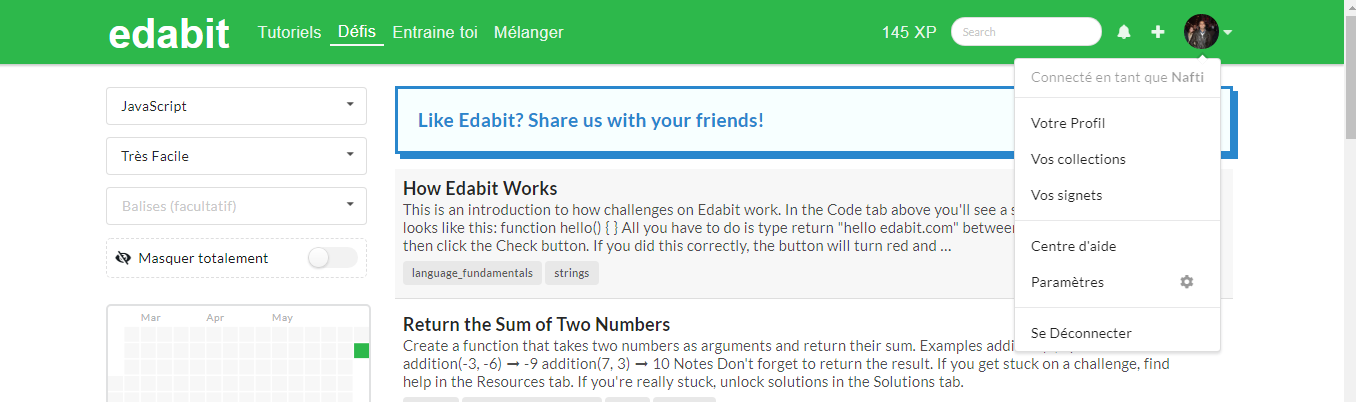 edabit
Tutoriels Défis Entraine toi Mélanger
145 XP
Search
Connecté en tant que Nafti
Votre Profil
Vos collections
Vos signets
Centre d'aide
Paramètres
Se Déconnecter
JavaScript
Très Facile
Balises (facultatif)
Masquer totalement
Mar Apr May
Like Edabit? Share us with your friends!
How Edabit Works
This is an introduction to how challenges on Edabit work. In the Code tab above you'll see a
looks like this: function hello() { } All you have to do is type return "hello edabit.com"
then click the Check button. If you did this correctly, the button will turn red and ...
language_fundamentals strings
Return the Sum of Two Numbers
Create a function that takes two numbers as arguments and return their sum. Examples
addition(-3, -6) ➞ -9 addition(7, 3) ➞ 10 Notes Don't forget to return the result. If you get stuck on a challenge, find
help in the Resources tab. If you're really stuck, unlock solutions in the Solutions tab.